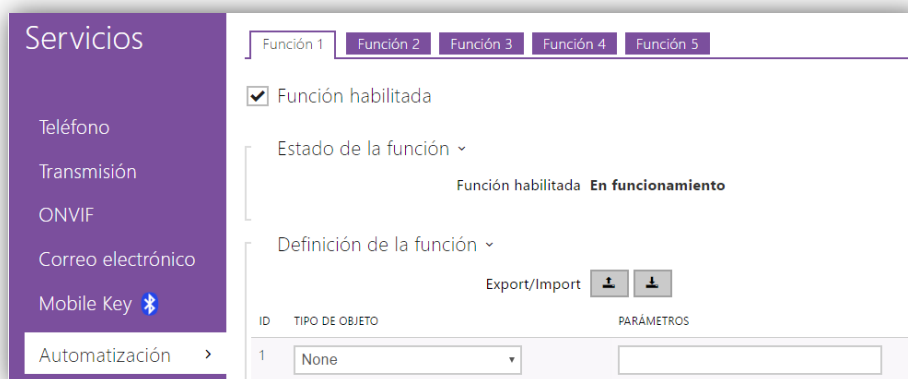 Servicios
Teléfono
Transmisión
ONVIF
Correo electrónico
Mobile Key
Automatización
Función 1 Función 2 Función 3 Función 4 Función 5
Función habilitada
Estado de la función
Función habilitada En funcionamiento
Definición de la función
Export/Import
ID TIPO DE OBJETO PARÁMETROS
1 None